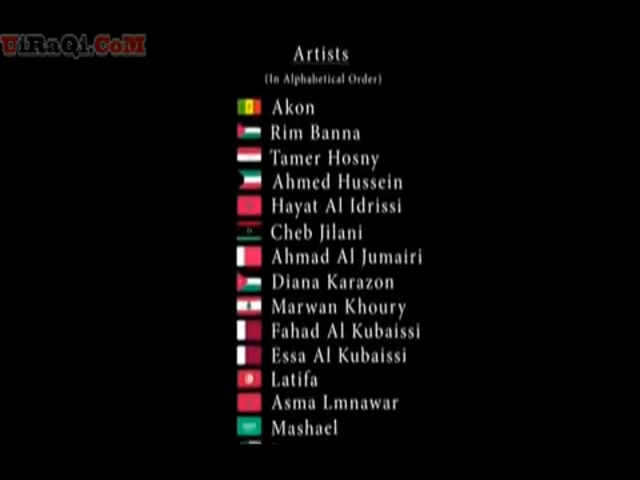 UiRaQi.CoM
Artists
(In Alphabetical Order)
Akon
Rim Banna
Tamer Hosny
Ahmed Hussein
Hayat Al Idrissi
Cheb Jilani
Ahmad Al Jumairi
Diana Karazon
Marwan Khoury
Fahad Al Kubaissi
Essa Al Kubaissi
Latifa
Asma Lmnawar
Mashael